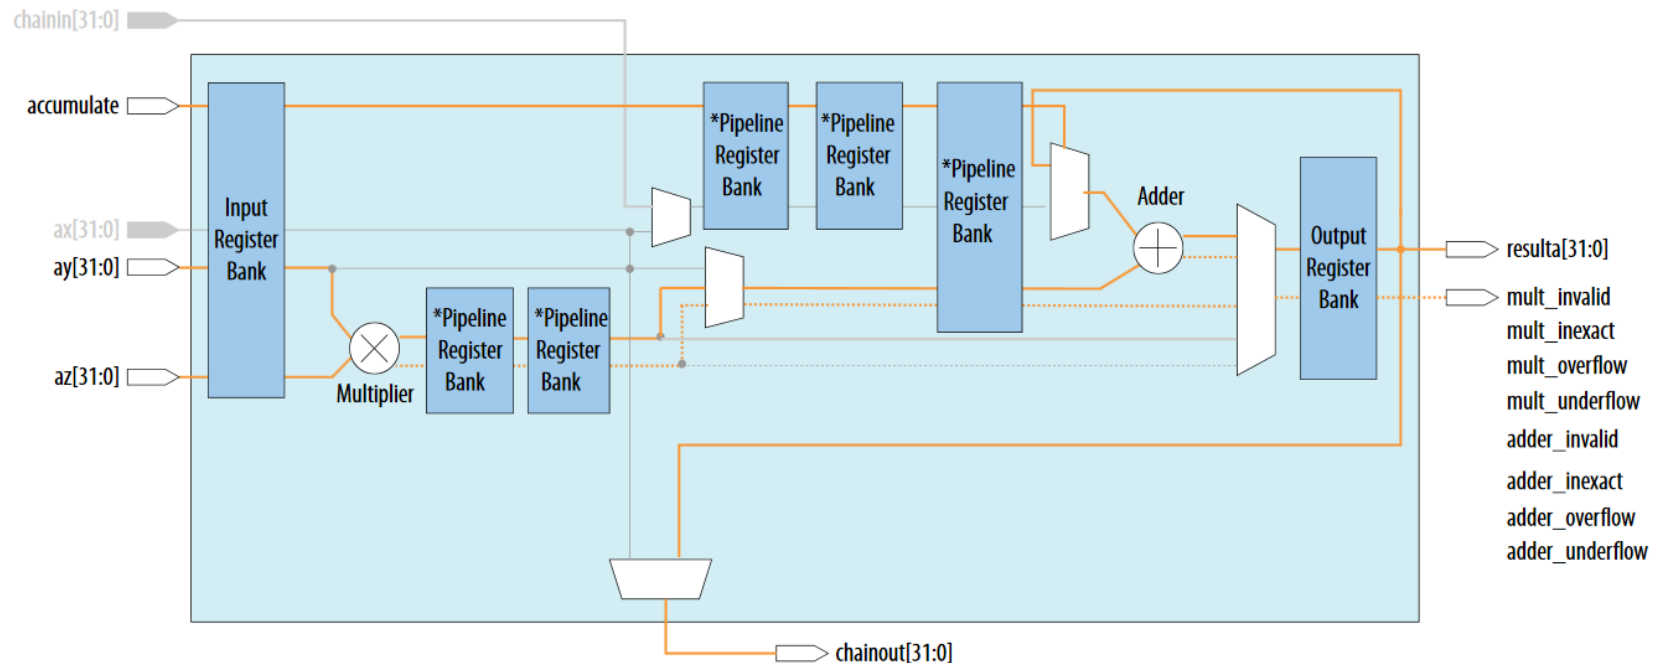 chainin[31:0]
accumulate
ax[31:0]
ay[31:0]
az[31:0]
Input
Register
Bank
Multiplier
*Pipeline
Register
Bank
*Pipeline
Register
Bank
*Pipeline
Register
Bank
*Pipeline
Register
Bank
*Pipeline
Register
Bank
Adder
Output
Register
Bank
resulta[31:0]
mult_invalid
mult_inexact
mult_overflow
mult_underflow
adder_invalid
adder_inexact
adder_overflow
adder_underflow
chainout[31:0]